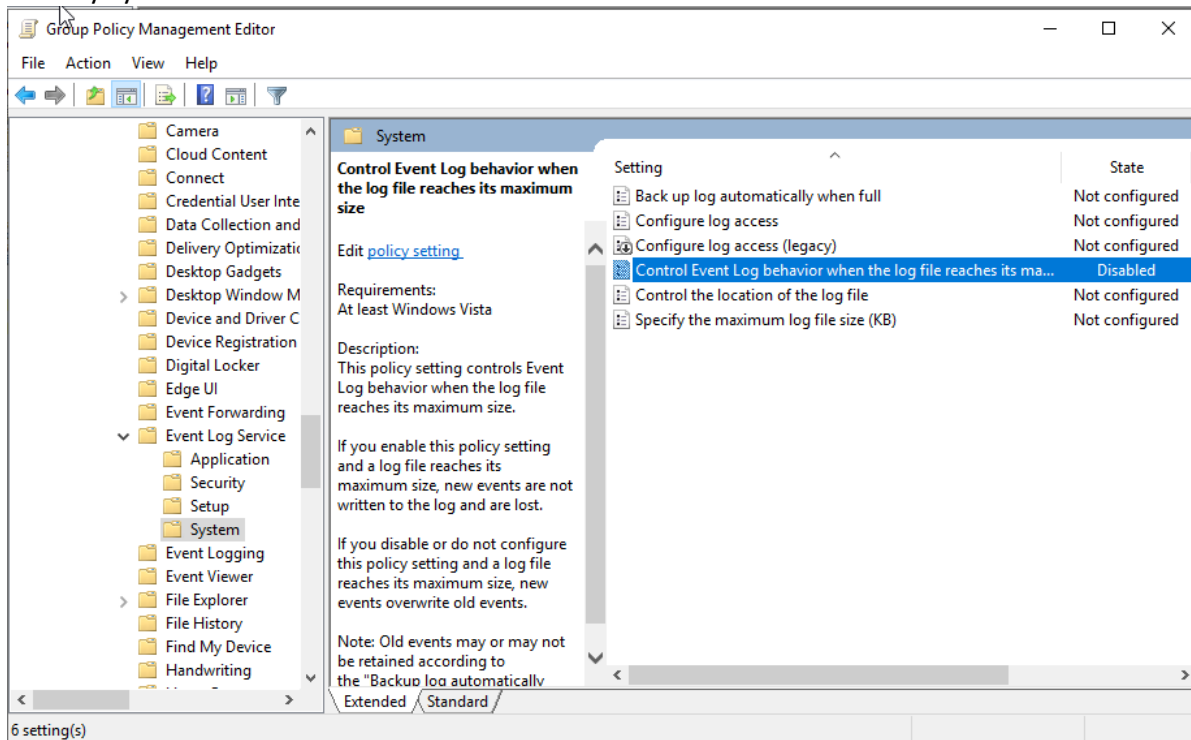 Group Policy Management Editor
File Action View Help
Camera
Cloud Content
Connect
Credential User Inte
Data Collection and
Delivery Optimizatio
Desktop Gadgets
Desktop Window M
Device and Driver C
Device Registration
Digital Locker
Edge UI
Event Forwarding
Event Log Service
Application
Security
Setup
System
Event Logging
Event Viewer
File Explorer
File History
Find My Device
Handwriting
System
Control Event Log behavior when
the log file reaches its maximum
size
Edit policy setting
Requirements:
At least Windows Vista
Description:
This policy setting controls Event
Log behavior when the log file
reaches its maximum size.
If you enable this policy setting
and a log file reaches its
maximum size, new events are not
written to the log and are lost.
If you disable or do not configure
this policy setting and a log file
reaches its maximum size, new
events overwrite old events.
Note: Old events may or may not
be retained according to
the "Backup log automatically
Setting State
Back up log automatically when full Not configured
Configure log access Not configured
Configure log access (legacy) Not configured
Control Event Log behavior when the log file reaches its ma... Disabled
Control the location of the log file Not configured
Specify the maximum log file size (KB) Not configured
Extended Standard
6 setting(s)